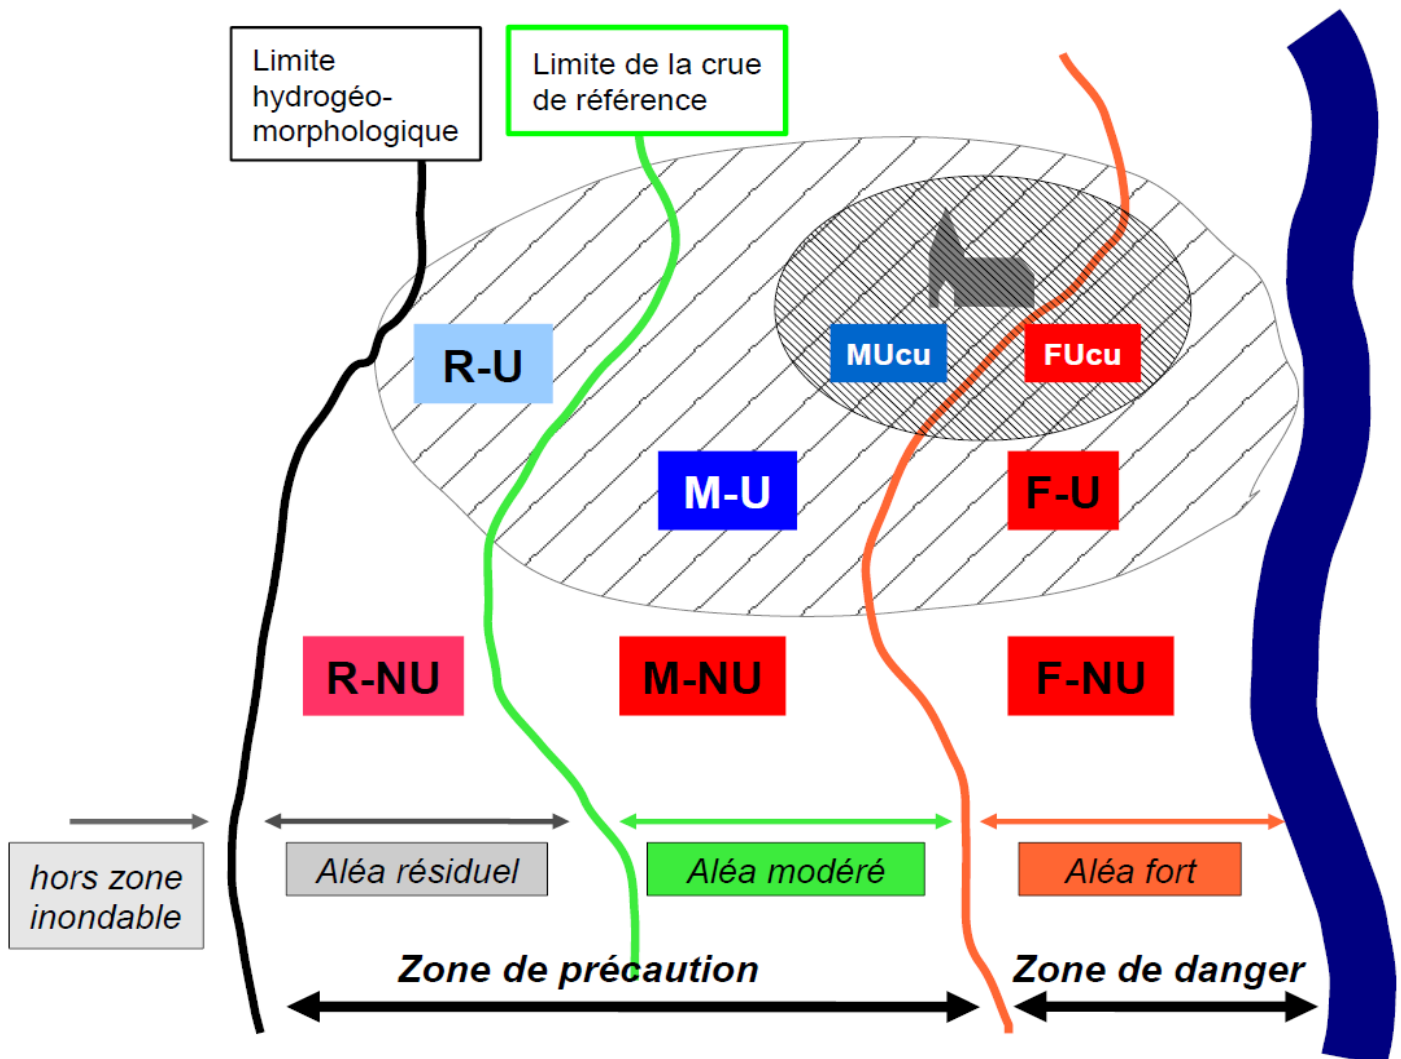 Limite
hydrogéo-
morphologique
Limite de la crue
de référence
R-U
MUcu
FUcu
M-U
F-U
R-NU
M-NU
F-NU
hors zone
inondable
Aléa résiduel
Aléa modéré
Aléa fort
Zone de précaution
Zone de danger